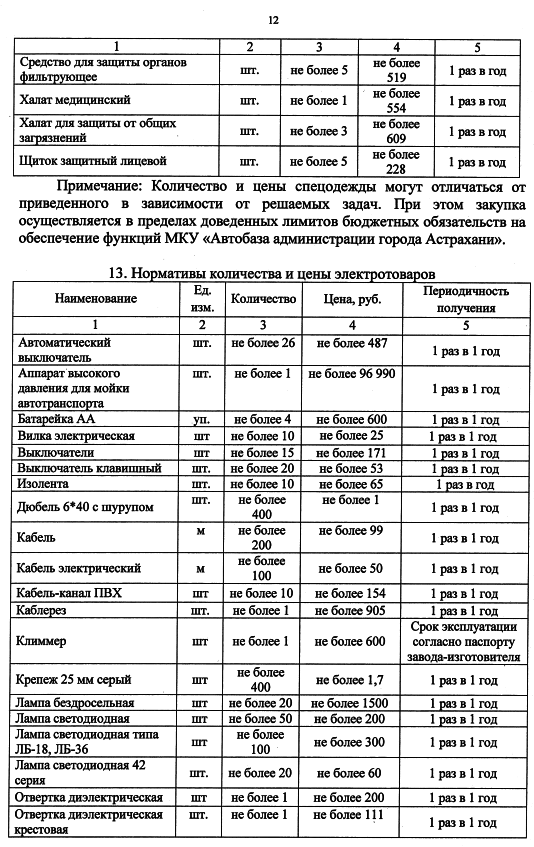 12
1 2 3 4 5
Средство для защиты органов фильтрующее шт. не более 5 не более 519 1 раз в год
Халат медицинский шт. не более 1 не более 554 1 раз в год
Халат для защиты от общих загрязнений шт. не более 3 не более 609 1 раз в год
Щиток защитный лицевой шт. не более 5 не более 228 1 раз в год
Примечание: Количество и цены спецодежды могут отличаться от
приведенного в зависимости от решаемых задач. При этом закупка
осуществляется в пределах доведенных лимитов бюджетных обязательств на
обеспечение функций МКУ «Автобаза администрации города Астрахани».
13. Нормативы количества и цены электротоваров
Наименование Ед. изм. Количество Цена, руб. Периодичность получения
1 2 3 4 5
Автоматический выключатель шт. не более 26 не более 487 1 раз в 1 год
Аппарат высокого давления для мойки автотранспорта шт. не более 1 не более 96 990 1 раз в 1 год
Батарейка АА уп. не более 4 не более 600 1 раз в 1 год
Вилка электрическая шт не более 10 не более 25 1 раз в 1 год
Выключатели шт не более 15 не более 171 1 раз в 1 год
Выключатель клавишный шт. не более 20 не более 53 1 раз в 1 год
Изолента шт. не более 10 не более 65 1 раз в год
Дюбель 6*40 с шурупом шт. не более 400 не более 1 1 раз в 1 год
Кабель м не более 200 не более 99 1 раз в 1 год
Кабель электрический м не более 100 не более 50 1 раз в 1 год
Кабель-канал ПВХ шт не более 10 не более 154 1 раз в 1 год
Каблерез шт. не более 1 не более 905 1 раз в 1 год
Климмер шт не более 1 не более 600 Срок эксплуатации согласно паспорту завода-изготовителя
Крепеж 25 мм серый шт не более 400 не более 1,7 1 раз в 1 год
Лампа бездросельная шт не более 20 не более 1500 1 раз в 1 год
Лампа светодиодная шт не более 50 не более 200 1 раз в 1 год
Лампа светодиодная типа ЛБ-18, ЛБ-36 шт не более 100 не более 300 1 раз в 1 год
Лампа светодиодная 42 серия шт. не более 20 не более 60 1 раз в 1 год
Отвертка диэлектрическая шт не более 1 не более 200 1 раз в 1 год
Отвертка диэлектрическая крестовая шт. не более 1 не более 111 1 раз в 1 год